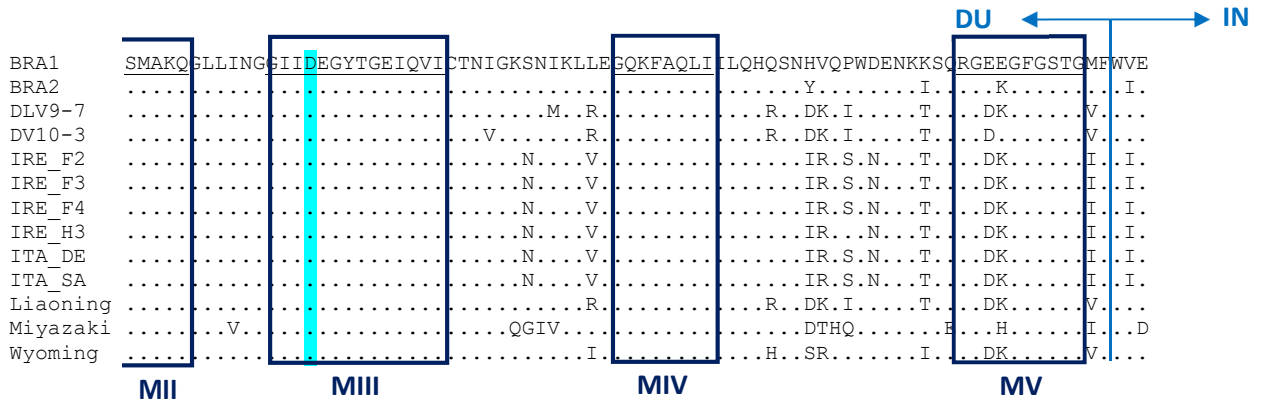 DU IN
BRA1 SMAKQGLLINGGIIDEGYTGEIQVICTNIGKSNIKLLEGQKFAQLIILQHQSNHVQPWDENKKSQRGEEGFGSTGMFWVE
BRA2 .....................................................Y........I.....K.........I.
DLV9-7 .................................M..R.............R..DK.I.....T....DK......V....
DV10-3 ............................V.......R.............R..DK.I.....T....D.......V....
IRE_F2 ...............................N....V................IR.S.N...T....DK......I..I.
IRE_F3 ...............................N....V................IR.S.N...T....DK......I..I.
IRE_F4 ...............................N....V................IR.S.N...T....DK......I..I.
IRE_H3 ...............................N....V................IR.S.N...T....DK......I..I.
ITA_DE ...............................N....V................IR.S.N...T....DK......I..I.
ITA_SA ...............................N....V................IR.S.N...T....DK......I..I.
Liaoning ....................................R.............R..DK.I.....T....DK......V....
Miyazaki ........V.....................QGIV...................DTHQ.......E...H......I...D
Wyoming ....................................I.............H..SR.......I....DK......V....
MII MIII MIV MV